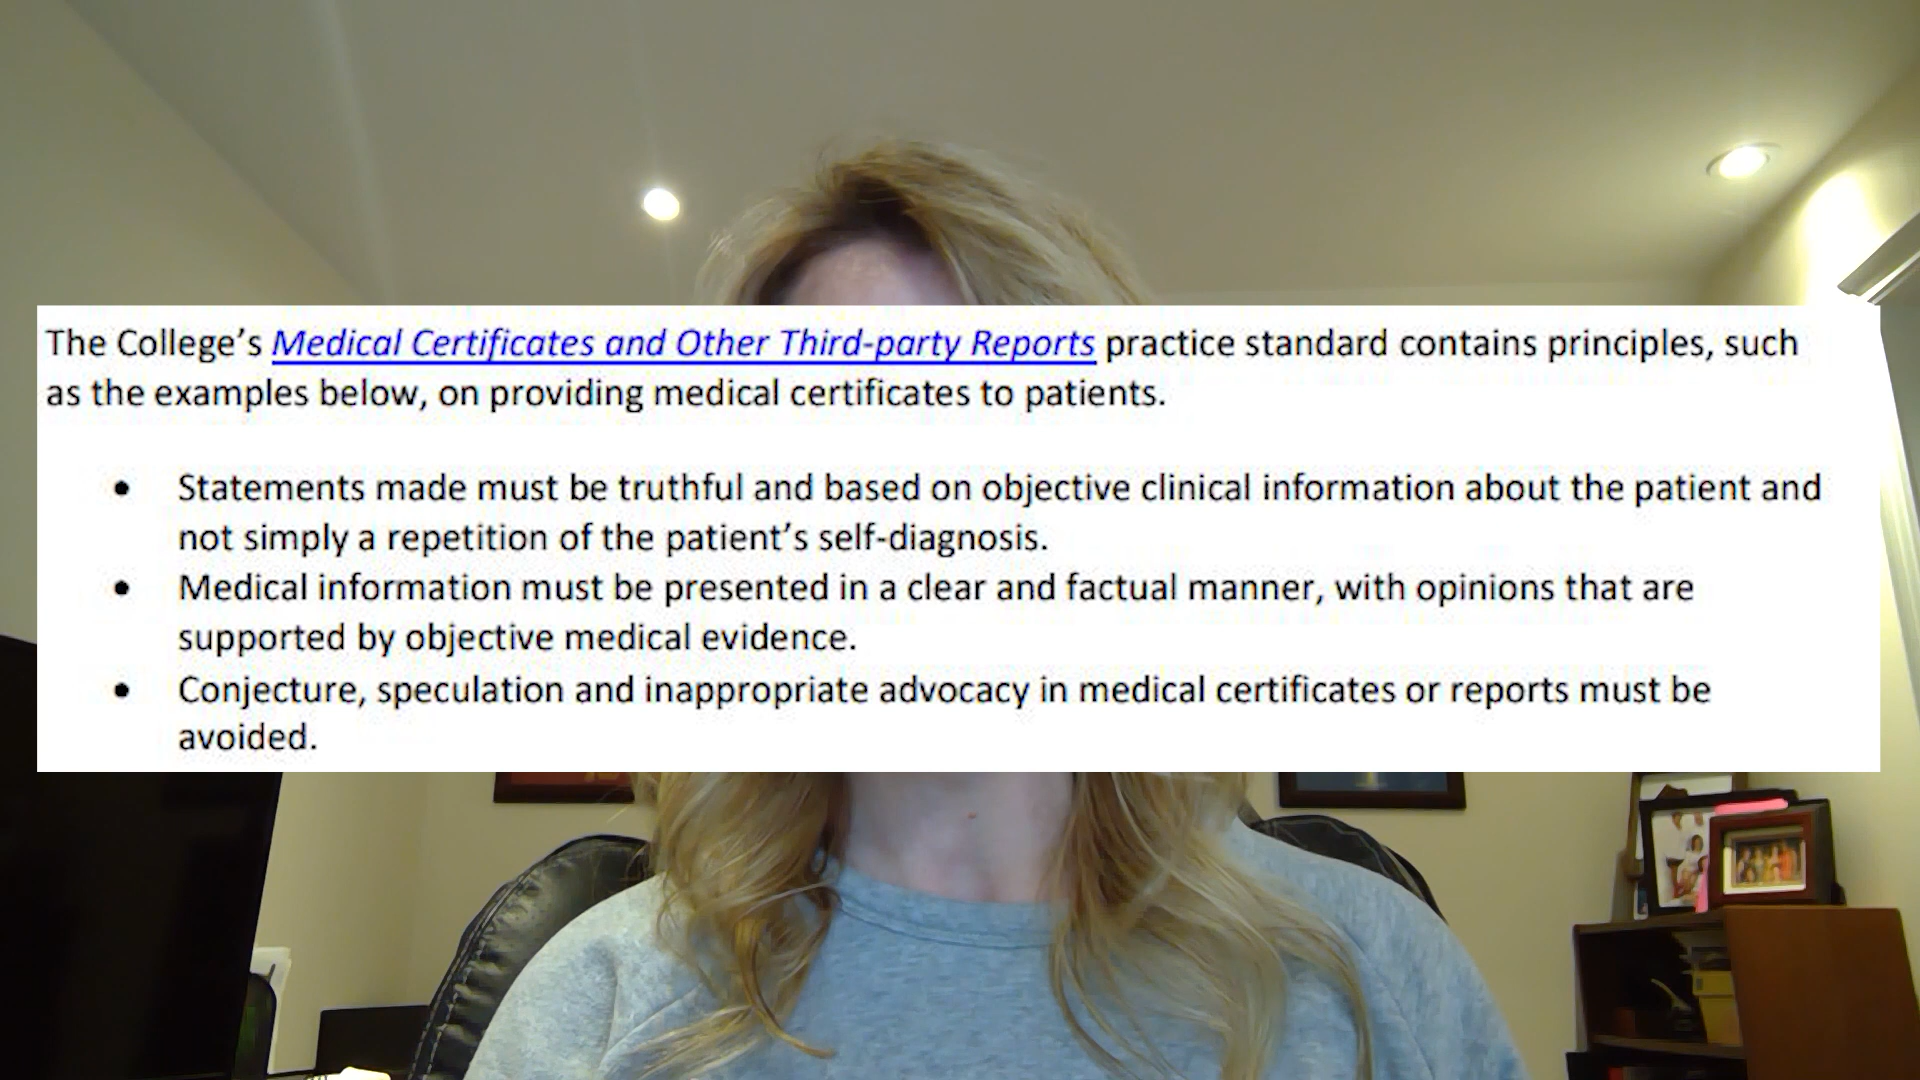 The College’s Medical Certificates and Other Third-party Reports practice standard contains principles, such
as the examples below, on providing medical certificates to patients.
• Statements made must be truthful and based on objective clinical information about the patient and
not simply a repetition of the patient’s self-diagnosis.
• Medical information must be presented in a clear and factual manner, with opinions that are
supported by objective medical evidence.
• Conjecture, speculation and inappropriate advocacy in medical certificates or reports must be
avoided.